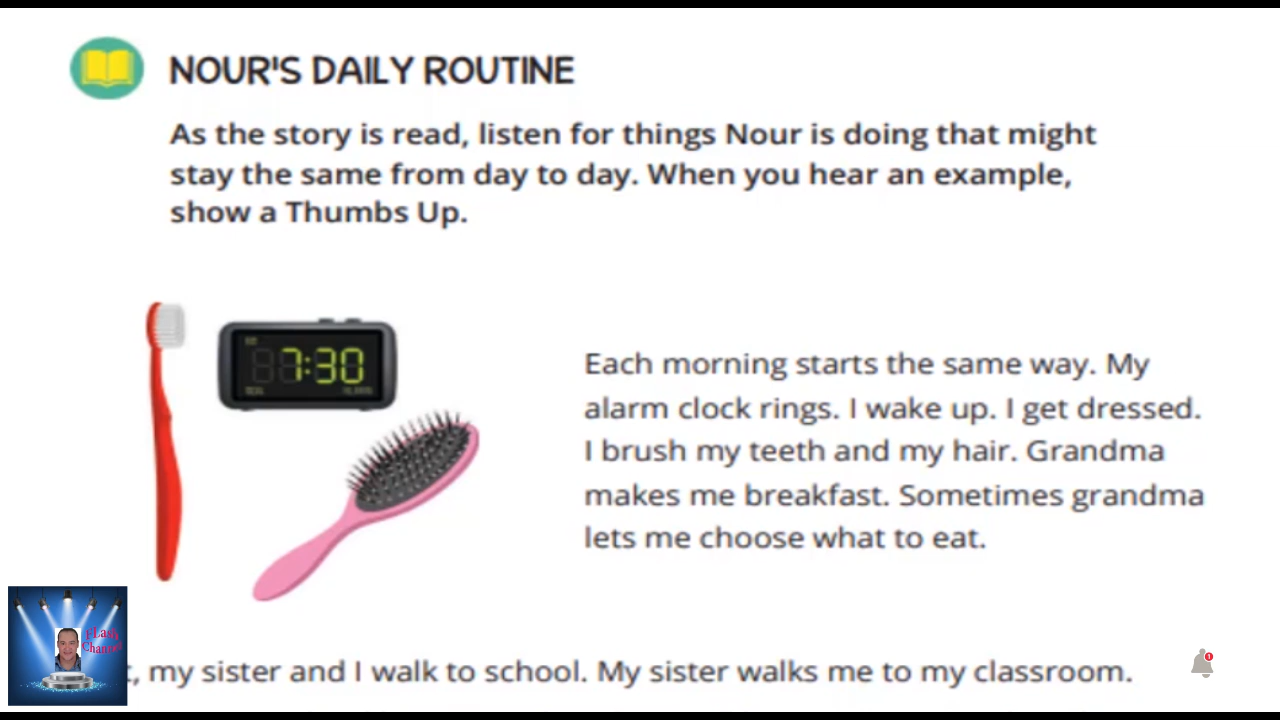 NOUR'S DAILY ROUTINE
As the story is read, listen for things Nour is doing that might
stay the same from day to day. When you hear an example,
show a Thumbs Up.
7:30
Each morning starts the same way. My
alarm clock rings. I wake up. I get dressed.
I brush my teeth and my hair. Grandma
makes me breakfast. Sometimes grandma
lets me choose what to eat.
FLash
Channel
, my sister and I walk to school. My sister walks me to my classroom.
1